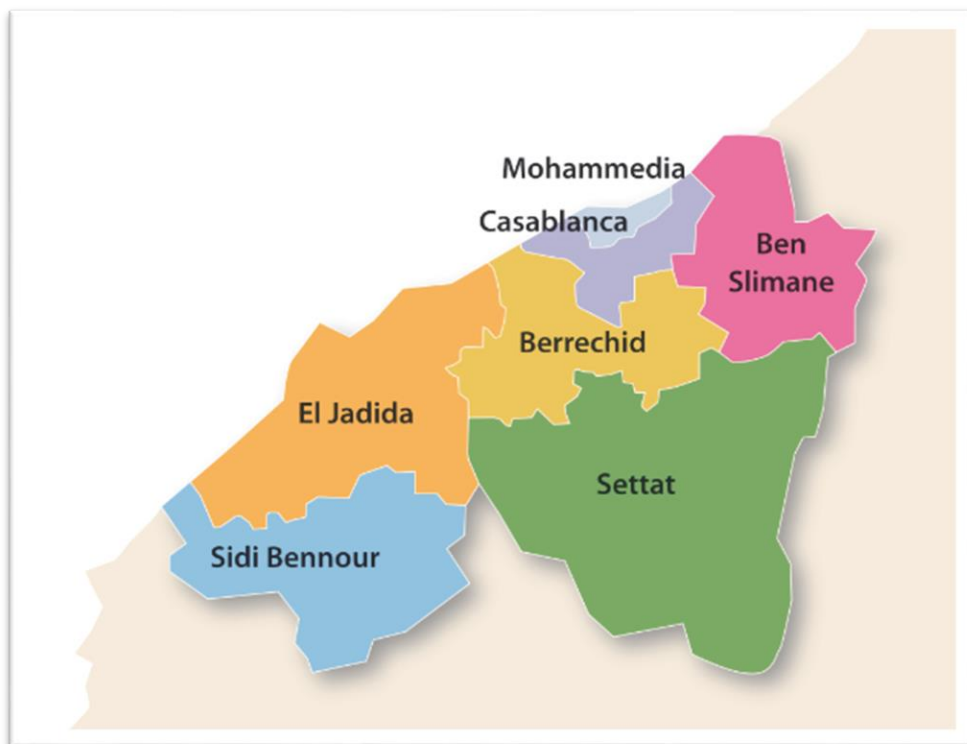 Mohammedia
Casablanca
Ben
Slimane
Berrechid
El Jadida
Settat
Sidi Bennour